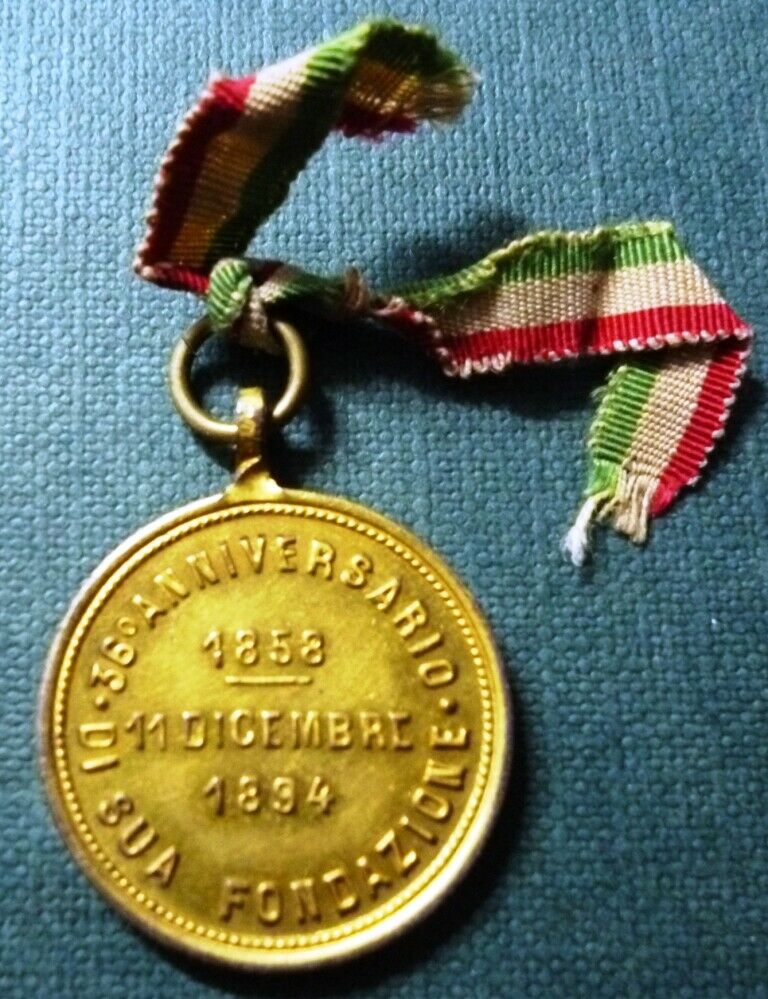 · 36° ANNIVERSARIO ·
DI SUA FONDAZIONE
1858
11 DICEMBRE
1894